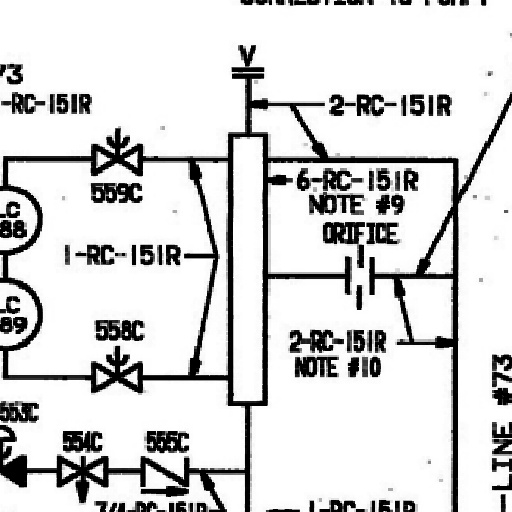 V
73
-RC-151R
2-RC-151R
559C
6-RC-151R
NOTE #9
ORIFICE
LC
88
1-RC-151R
LC
89
558C
2-RC-151R
NOTE #10
553C
554C
555C
3/4-RC-151R
1-RC-151R
-LINE #73